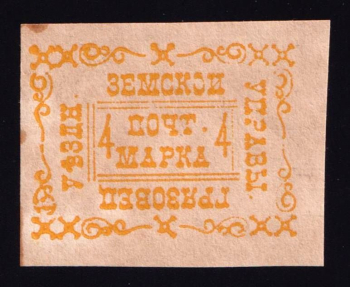 ГРЯЗОВЕЦ
УѢЗДН.
ЗЕМСКОЙ
УПРАВЫ.
4 ПОЧТ. 4
МАРКА